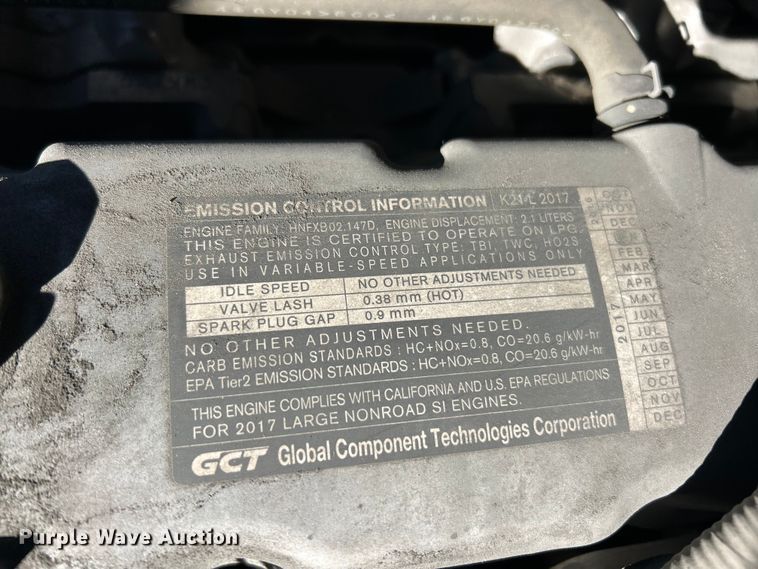 EMISSION CONTROL INFORMATION K21-L 2017
ENGINE FAMILY: HNFXB02.147D, ENGINE DISPLACEMENT: 2.1 LITERS
THIS ENGINE IS CERTIFIED TO OPERATE ON LPG.
EXHAUST EMISSION CONTROL TYPE: TBI, TWC, HO2S
USE IN VARIABLE-SPEED APPLICATIONS ONLY
IDLE SPEED NO OTHER ADJUSTMENTS NEEDED
VALVE LASH 0.38 mm (HOT)
SPARK PLUG GAP 0.9 mm
NO OTHER ADJUSTMENTS NEEDED.
CARB EMISSION STANDARDS : HC+NOx=0.8, CO=20.6 g/kW-hr
EPA Tier2 EMISSION STANDARDS : HC+NOx=0.8, CO=20.6 g/kW-hr
THIS ENGINE COMPLIES WITH CALIFORNIA AND U.S. EPA REGULATIONS
FOR 2017 LARGE NONROAD SI ENGINES.
GCT Global Component Technologies Corporation
OCT
NOV
DEC
2017
FEB
MAR
APR
MAY
JUN
JUL
AUG
SEP
OCT
NOV
DEC
Purple Wave Auction